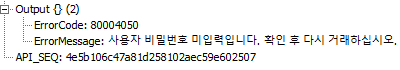 Output {} (2)
ErrorCode: 80004050
ErrorMessage: 사용자 비밀번호 미입력입니다. 확인 후 다시 거래하십시오.
API_SEQ: 4e5b106c47a81d258102aec59e602507